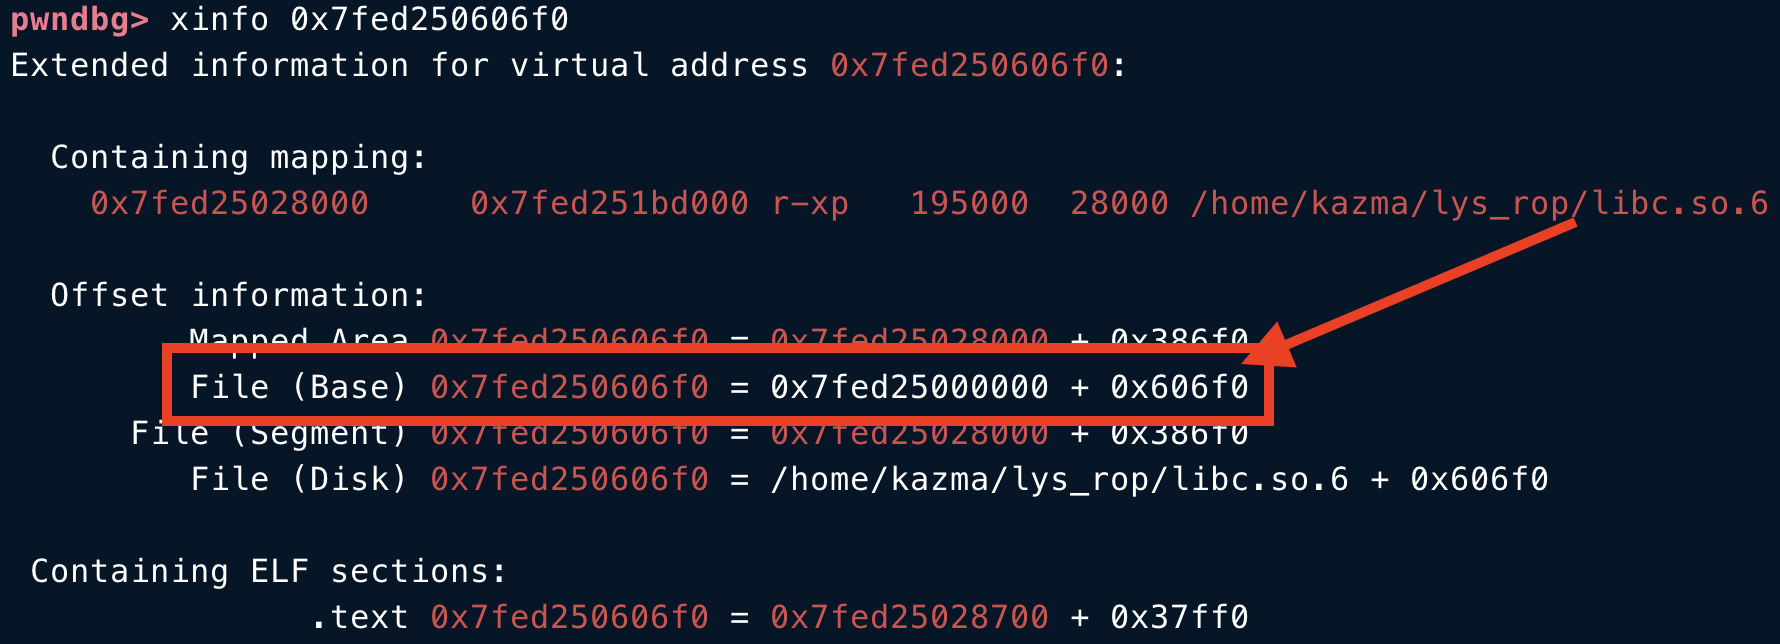 pwndbg> xinfo 0x7fed250606f0
Extended information for virtual address 0x7fed250606f0:
Containing mapping:
0x7fed25028000 0x7fed251bd000 r-xp 195000 28000 /home/kazma/lys_rop/libc.so.6
Offset information:
Mapped Area 0x7fed250606f0 = 0x7fed25028000 + 0x386f0
File (Base) 0x7fed250606f0 = 0x7fed25000000 + 0x606f0
File (Segment) 0x7fed250606f0 = 0x7fed25028000 + 0x386f0
File (Disk) 0x7fed250606f0 = /home/kazma/lys_rop/libc.so.6 + 0x606f0
Containing ELF sections:
.text 0x7fed250606f0 = 0x7fed25028700 + 0x37ff0